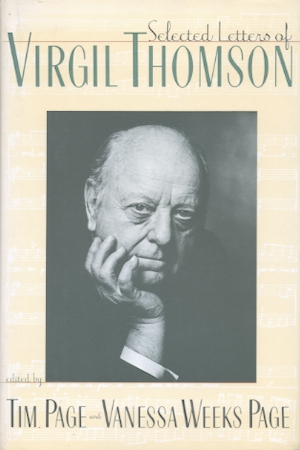 Selected Letters of
VIRGIL THOMSON
edited by
TIM PAGE and VANESSA WEEKS PAGE